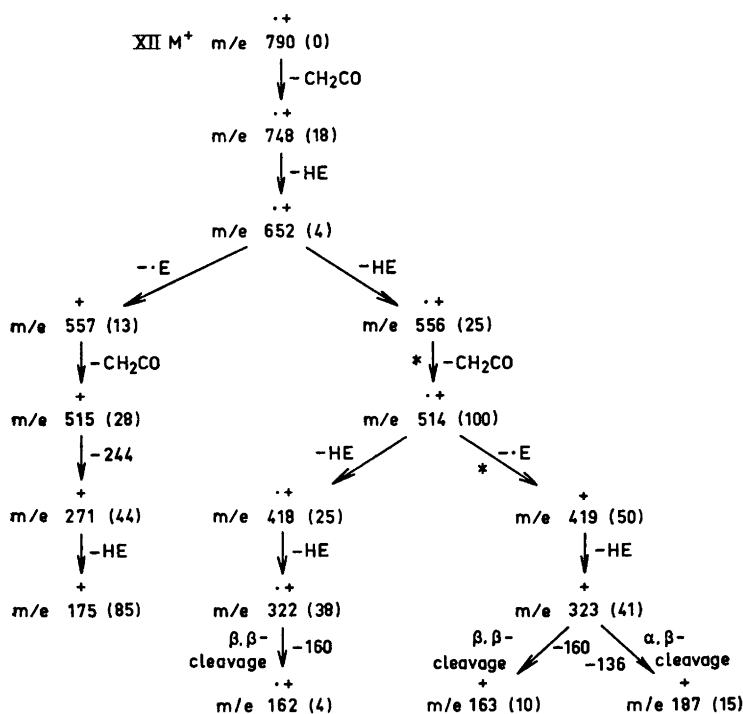 ·+
XII M⁺ m/e 790 (0)
-CH₂CO
·+
m/e 748 (18)
-HE
·+
m/e 652 (4)
-·E -HE
+ ·+
m/e 557 (13) m/e 556 (25)
-CH₂CO * -CH₂CO
+ ·+
m/e 515 (28) m/e 514 (100)
-244 -HE -·E
*
+ ·+ +
m/e 271 (44) m/e 418 (25) m/e 419 (50)
-HE -HE -HE
+ ·+ +
m/e 175 (85) m/e 322 (38) m/e 323 (41)
β,β- -160 β,β- -160 -136 α,β-
cleavage cleavage cleavage
·+ + +
m/e 162 (4) m/e 163 (10) m/e 187 (15)